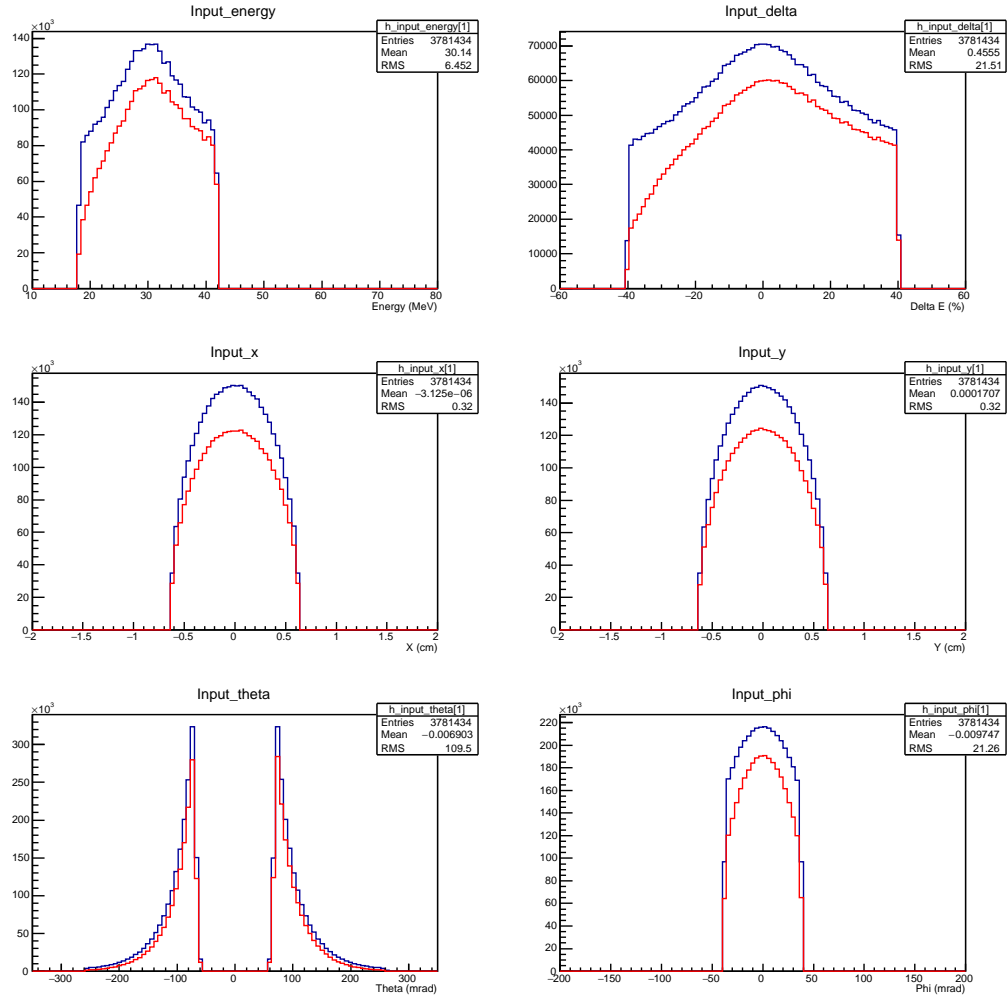 Input_energy
×10³
h_input_energy[1]
Entries 3781434
Mean 30.14
RMS 6.452
140
120
100
80
60
40
20
0
10 20 30 40 50 60 70 80
Energy (MeV)
Input_delta
h_input_delta[1]
Entries 3781434
Mean 0.4555
RMS 21.51
70000
60000
50000
40000
30000
20000
10000
0
−60 −40 −20 0 20 40 60
Delta E (%)
Input_x
×10³
h_input_x[1]
Entries 3781434
Mean −3.125e−06
RMS 0.32
140
120
100
80
60
40
20
0
−2 −1.5 −1 −0.5 0 0.5 1 1.5 2
X (cm)
Input_y
×10³
h_input_y[1]
Entries 3781434
Mean 0.0001707
RMS 0.32
140
120
100
80
60
40
20
0
−2 −1.5 −1 −0.5 0 0.5 1 1.5 2
Y (cm)
Input_theta
×10³
h_input_theta[1]
Entries 3781434
Mean −0.006903
RMS 109.5
300
250
200
150
100
50
0
−300 −200 −100 0 100 200 300
Theta (mrad)
Input_phi
×10³
h_input_phi[1]
Entries 3781434
Mean −0.009747
RMS 21.26
220
200
180
160
140
120
100
80
60
40
20
0
−200 −150 −100 −50 0 50 100 150 200
Phi (mrad)